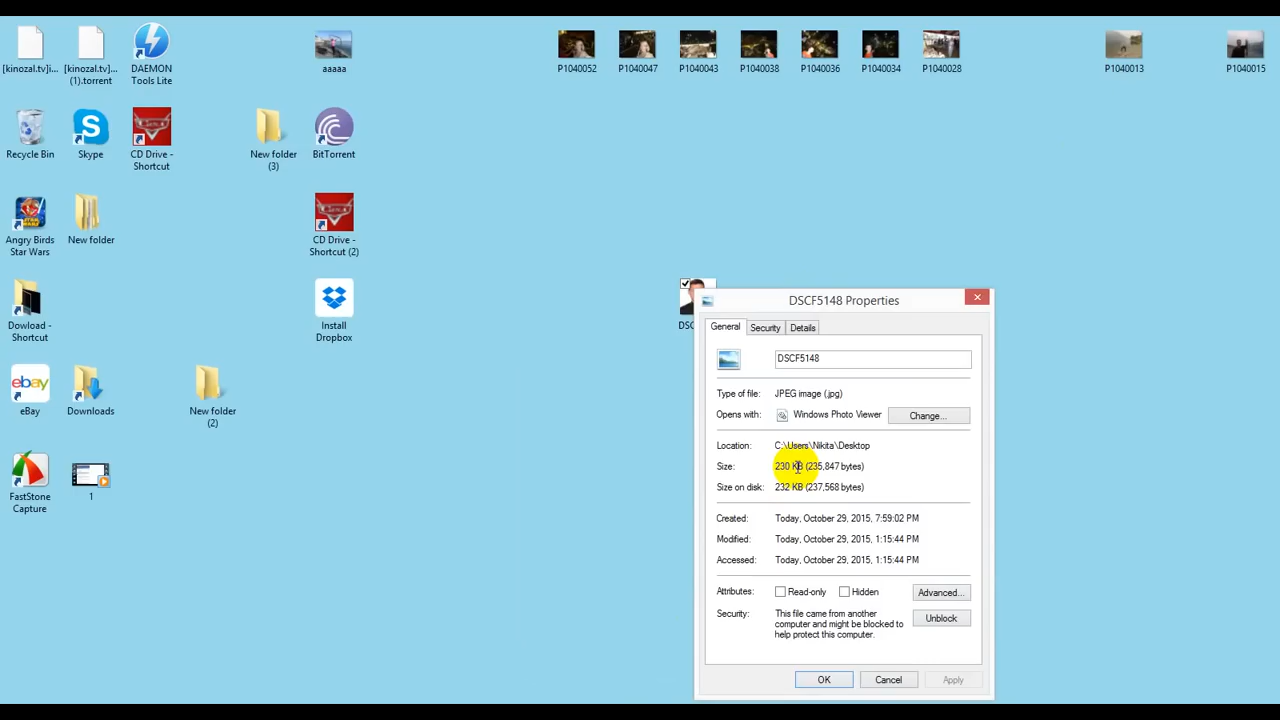 [kinozal.tv]i...
[kinozal.tv]...
(1).torrent
DAEMON
Tools Lite
aaaaa
P1040052
P1040047
P1040043
P1040038
P1040036
P1040034
P1040028
P1040013
P1040015
Recycle Bin
Skype
CD Drive -
Shortcut
New folder
(3)
BitTorrent
Angry Birds
Star Wars
New folder
CD Drive -
Shortcut (2)
Dowload -
Shortcut
Install
Dropbox
eBay
Downloads
New folder
(2)
FastStone
Capture
1
DSCF5148 Properties
General
Security
Details
DSCF5148
Type of file: JPEG image (.jpg)
Opens with: Windows Photo Viewer
Change...
Location: C:\Users\Nikita\Desktop
Size: 230 KB (235,847 bytes)
Size on disk: 232 KB (237,568 bytes)
Created: Today, October 29, 2015, 7:59:02 PM
Modified: Today, October 29, 2015, 1:15:44 PM
Accessed: Today, October 29, 2015, 1:15:44 PM
Attributes: Read-only Hidden
Advanced...
Security: This file came from another
computer and might be blocked to
help protect this computer.
Unblock
OK
Cancel
Apply